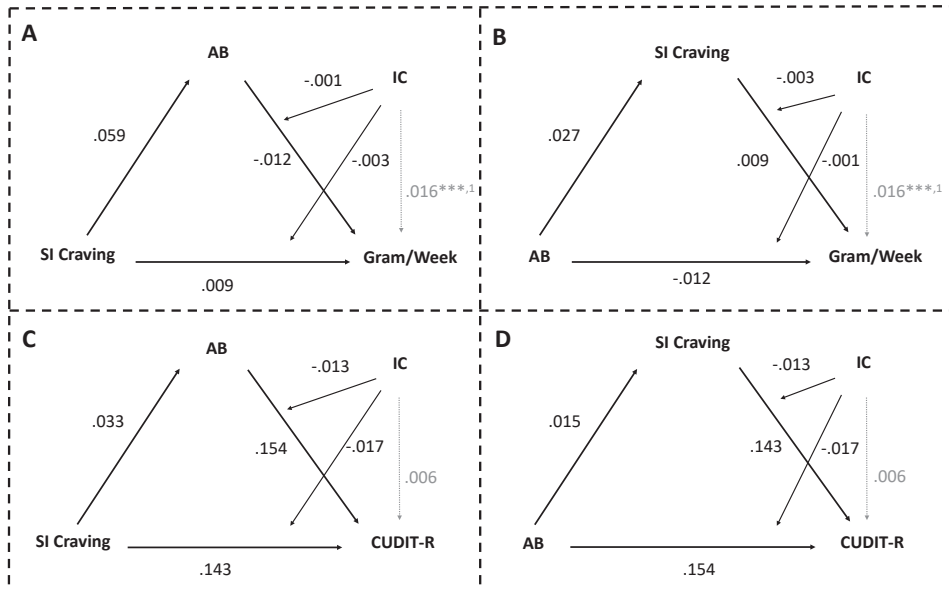 A
AB
IC
-.001
.059
-.012
-.003
.016***,1
SI Craving
Gram/Week
.009
B
SI Craving
IC
-.003
.027
.009
-.001
.016***,1
AB
Gram/Week
-.012
C
AB
IC
-.013
.033
.154
-.017
.006
SI Craving
CUDIT-R
.143
D
SI Craving
IC
-.013
.015
.143
-.017
.006
AB
CUDIT-R
.154